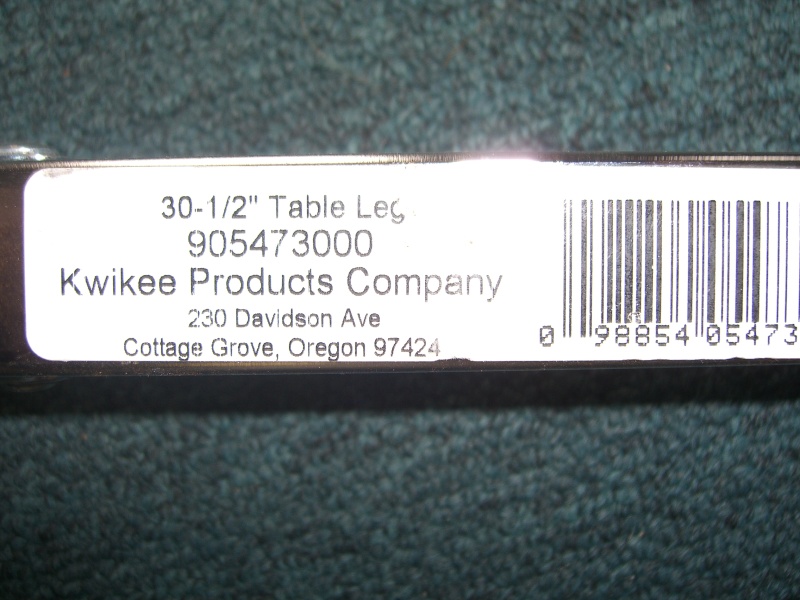 30-1/2" Table Leg
905473000
Kwikee Products Company
230 Davidson Ave
Cottage Grove, Oregon 97424
0 98854 05473